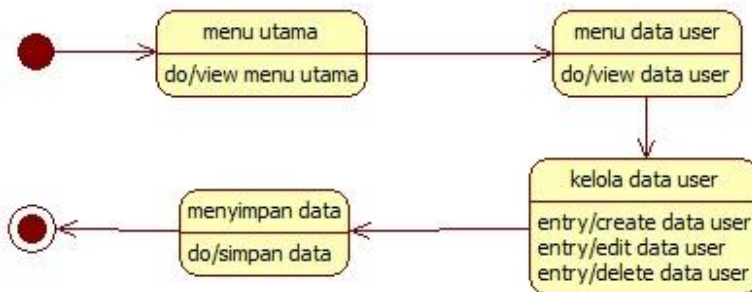 menu utama
do/view menu utama
menu data user
do/view data user
kelola data user
entry/create data user
entry/edit data user
entry/delete data user
menyimpan data
do/simpan data